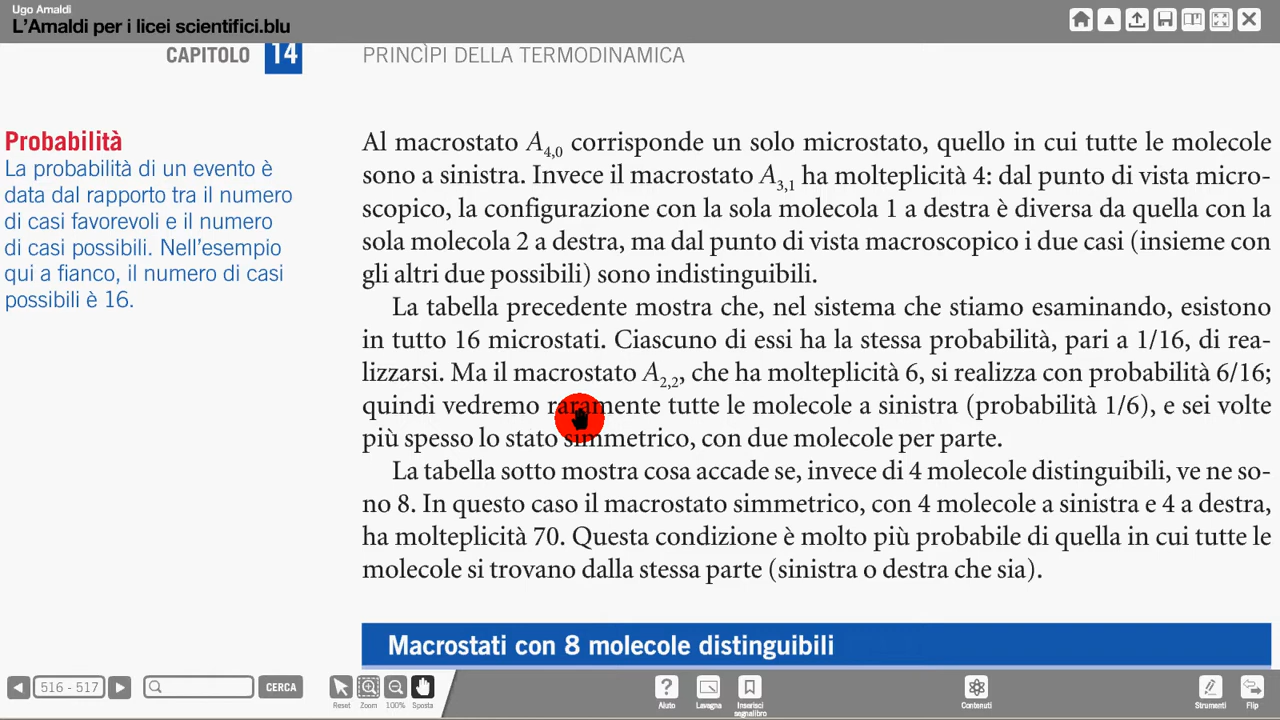 Ugo Amaldi
L'Amaldi per i licei scientifici.blu
CAPITOLO 14 PRINCÌPI DELLA TERMODINAMICA
Probabilità
La probabilità di un evento è
data dal rapporto tra il numero
di casi favorevoli e il numero
di casi possibili. Nell'esempio
qui a fianco, il numero di casi
possibili è 16.
Al macrostato A4,0 corrisponde un solo microstato, quello in cui tutte le molecole
sono a sinistra. Invece il macrostato A3,1 ha molteplicità 4: dal punto di vista micro-
scopico, la configurazione con la sola molecola 1 a destra è diversa da quella con la
sola molecola 2 a destra, ma dal punto di vista macroscopico i due casi (insieme con
gli altri due possibili) sono indistinguibili.
La tabella precedente mostra che, nel sistema che stiamo esaminando, esistono
in tutto 16 microstati. Ciascuno di essi ha la stessa probabilità, pari a 1/16, di rea-
lizzarsi. Ma il macrostato A2,2, che ha molteplicità 6, si realizza con probabilità 6/16;
quindi vedremo raramente tutte le molecole a sinistra (probabilità 1/6), e sei volte
più spesso lo stato simmetrico, con due molecole per parte.
La tabella sotto mostra cosa accade se, invece di 4 molecole distinguibili, ve ne so-
no 8. In questo caso il macrostato simmetrico, con 4 molecole a sinistra e 4 a destra,
ha molteplicità 70. Questa condizione è molto più probabile di quella in cui tutte le
molecole si trovano dalla stessa parte (sinistra o destra che sia).
Macrostati con 8 molecole distinguibili
516 - 517
CERCA
Reset Zoom 100% Sposta
Aiuto Lavagna Inserisci
segnalibro
Contenuti
Strumenti Flip